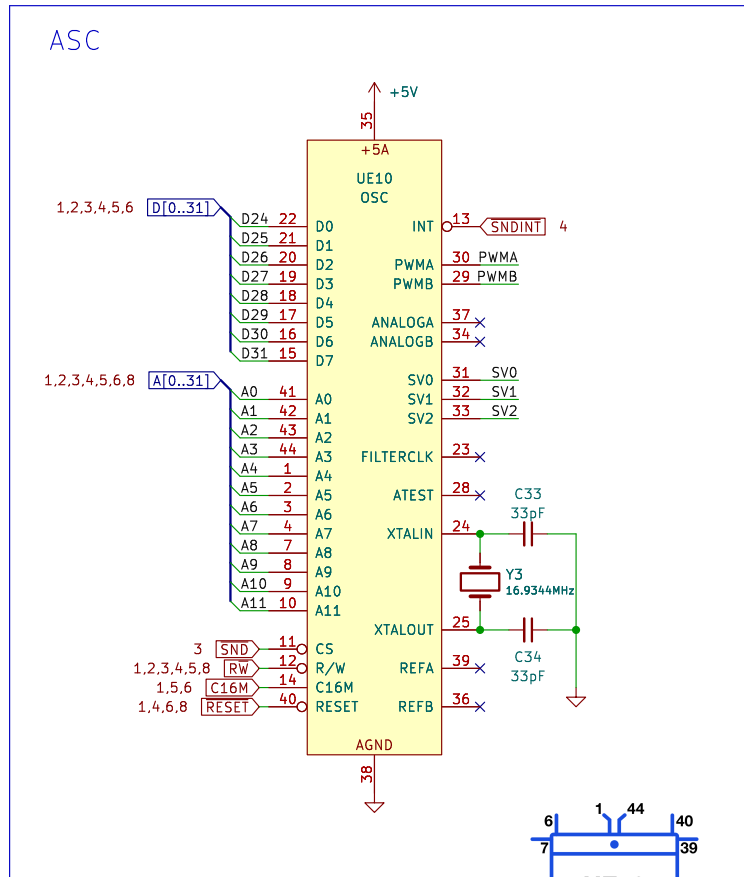 ASC
+5V
35
+5A
UE10
OSC
1,2,3,4,5,6 D[0..31]
D24 22 D0 INT 13 SNDINT 4
D25 21 D1
D26 20 D2 PWMA 30 PWMA
D27 19 D3 PWMB 29 PWMB
D28 18 D4
D29 17 D5 ANALOGA 37
D30 16 D6 ANALOGB 34
D31 15 D7
1,2,3,4,5,6,8 A[0..31] SV0 31 SV0
A0 41 A0 SV1 32 SV1
A1 42 A1 SV2 33 SV2
A2 43 A2
A3 44 A3 FILTERCLK 23
A4 1 A4
A5 2 A5 ATEST 28
A6 3 A6 C33
33pF
A7 4 A7 XTALIN 24
A8 7 A8
A9 8 A9 Y3
A10 9 A10 16.9344MHz
A11 10 A11
XTALOUT 25
3 SND 11 CS C34
1,2,3,4,5,8 RW 12 R/W REFA 39 33pF
1,5,6 C16M 14 C16M
1,4,6,8 RESET 40 RESET REFB 36
AGND
38
6 1 44 40
7 39